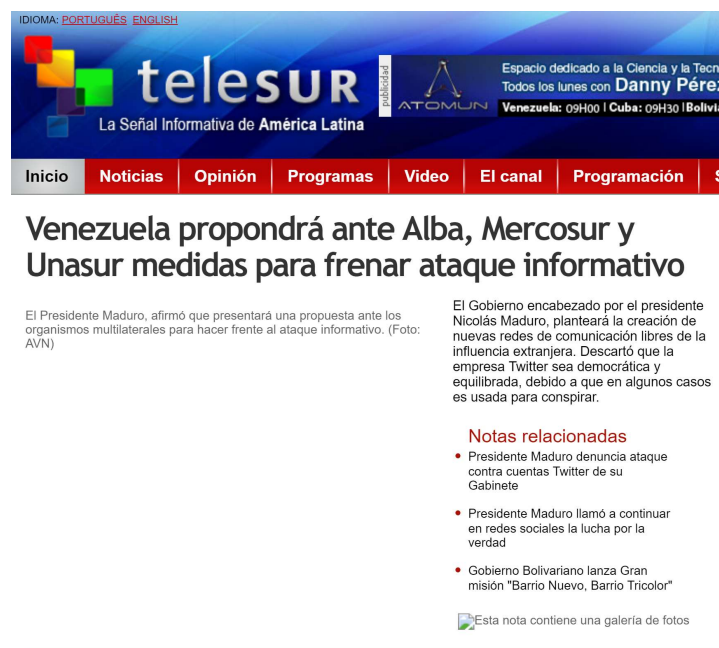 IDIOMA: PORTUGUÊS ENGLISH
telesUR
La Señal Informativa de América Latina
publicidad
ATOMUN
Espacio dedicado a la Ciencia y la Tecn
Todos los lunes con Danny Pérez
Venezuela: 09H00 | Cuba: 09H30 | Bolivia
Inicio Noticias Opinión Programas Video El canal Programación S
Venezuela propondrá ante Alba, Mercosur y
Unasur medidas para frenar ataque informativo
El Presidente Maduro, afirmó que presentará una propuesta ante los
organismos multilaterales para hacer frente al ataque informativo. (Foto:
AVN)
El Gobierno encabezado por el presidente
Nicolás Maduro, planteará la creación de
nuevas redes de comunicación libres de la
influencia extranjera. Descartó que la
empresa Twitter sea democrática y
equilibrada, debido a que en algunos casos
es usada para conspirar.
Notas relacionadas
Presidente Maduro denuncia ataque
contra cuentas Twitter de su
Gabinete
Presidente Maduro llamó a continuar
en redes sociales la lucha por la
verdad
Gobierno Bolivariano lanza Gran
misión "Barrio Nuevo, Barrio Tricolor"
Esta nota contiene una galería de fotos